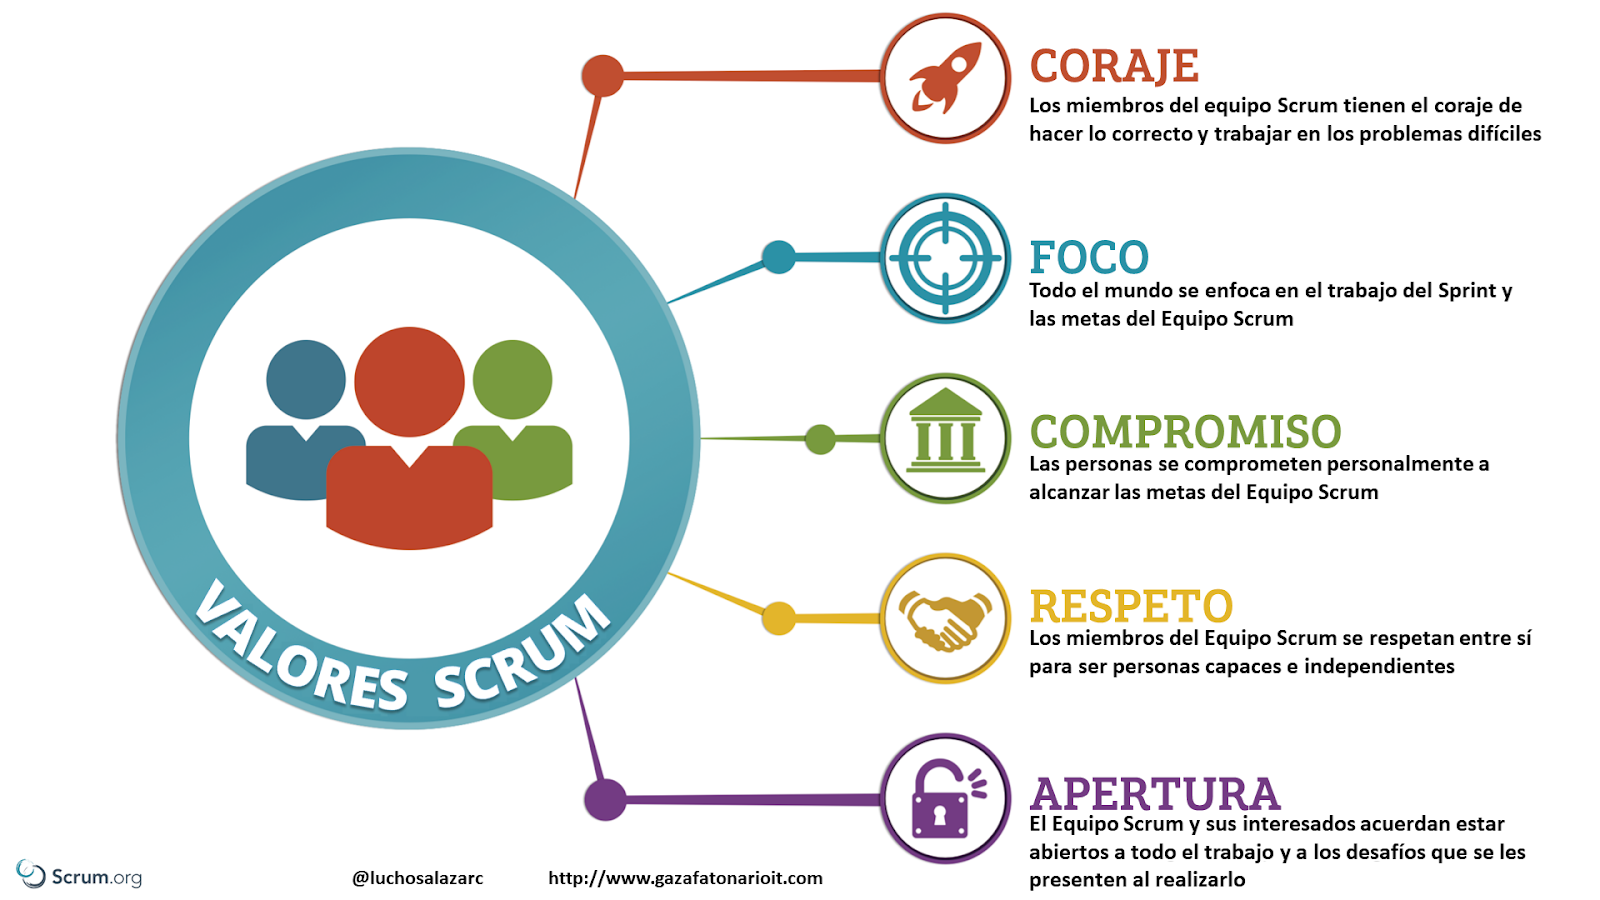 CORAJE
Los miembros del equipo Scrum tienen el coraje de
hacer lo correcto y trabajar en los problemas difíciles
FOCO
Todo el mundo se enfoca en el trabajo del Sprint y
las metas del Equipo Scrum
COMPROMISO
Las personas se comprometen personalmente a
alcanzar las metas del Equipo Scrum
RESPETO
Los miembros del Equipo Scrum se respetan entre sí
para ser personas capaces e independientes
APERTURA
El Equipo Scrum y sus interesados acuerdan estar
abiertos a todo el trabajo y a los desafíos que se les
presenten al realizarlo
VALORES SCRUM
Scrum.org
@luchosalazarc
http://www.gazafatonarioit.com